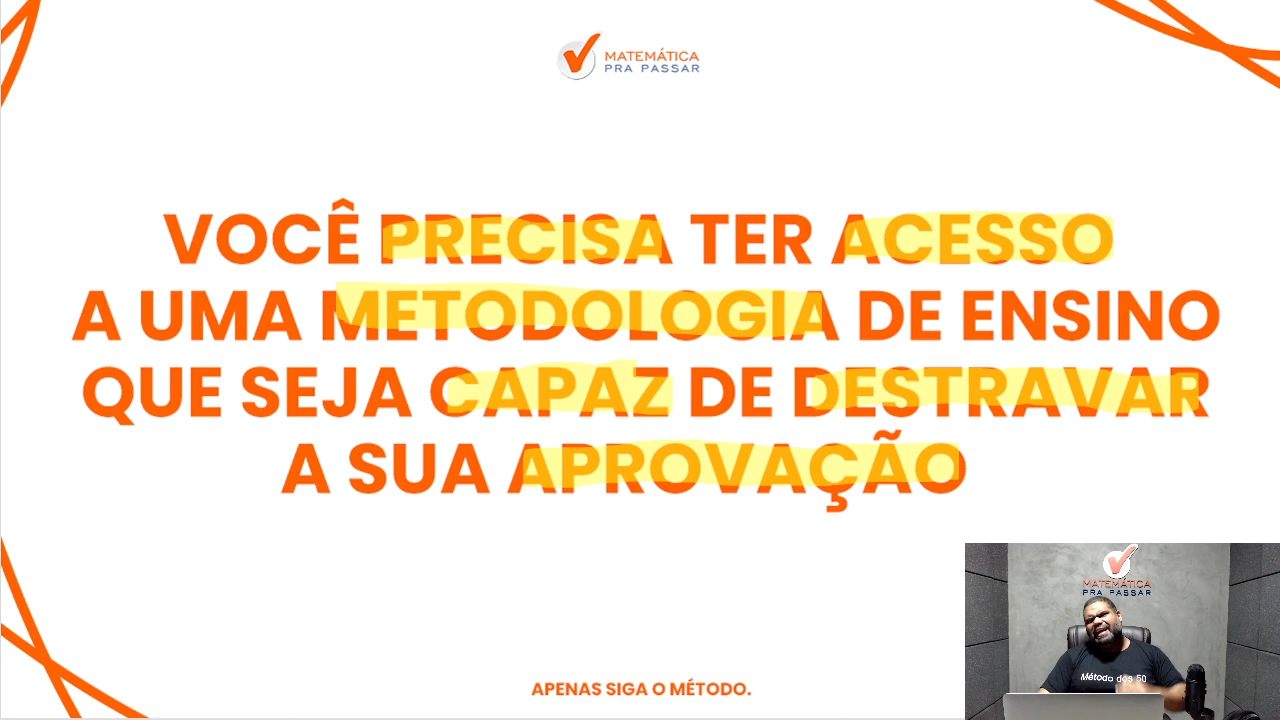 MATEMÁTICA
PRA PASSAR
VOCÊ PRECISA TER ACESSO
A UMA METODOLOGIA DE ENSINO
QUE SEJA CAPAZ DE DESTRAVAR
A SUA APROVAÇÃO
MATEMÁTICA
PRA PASSAR
Método dos 50
APENAS SIGA O MÉTODO.